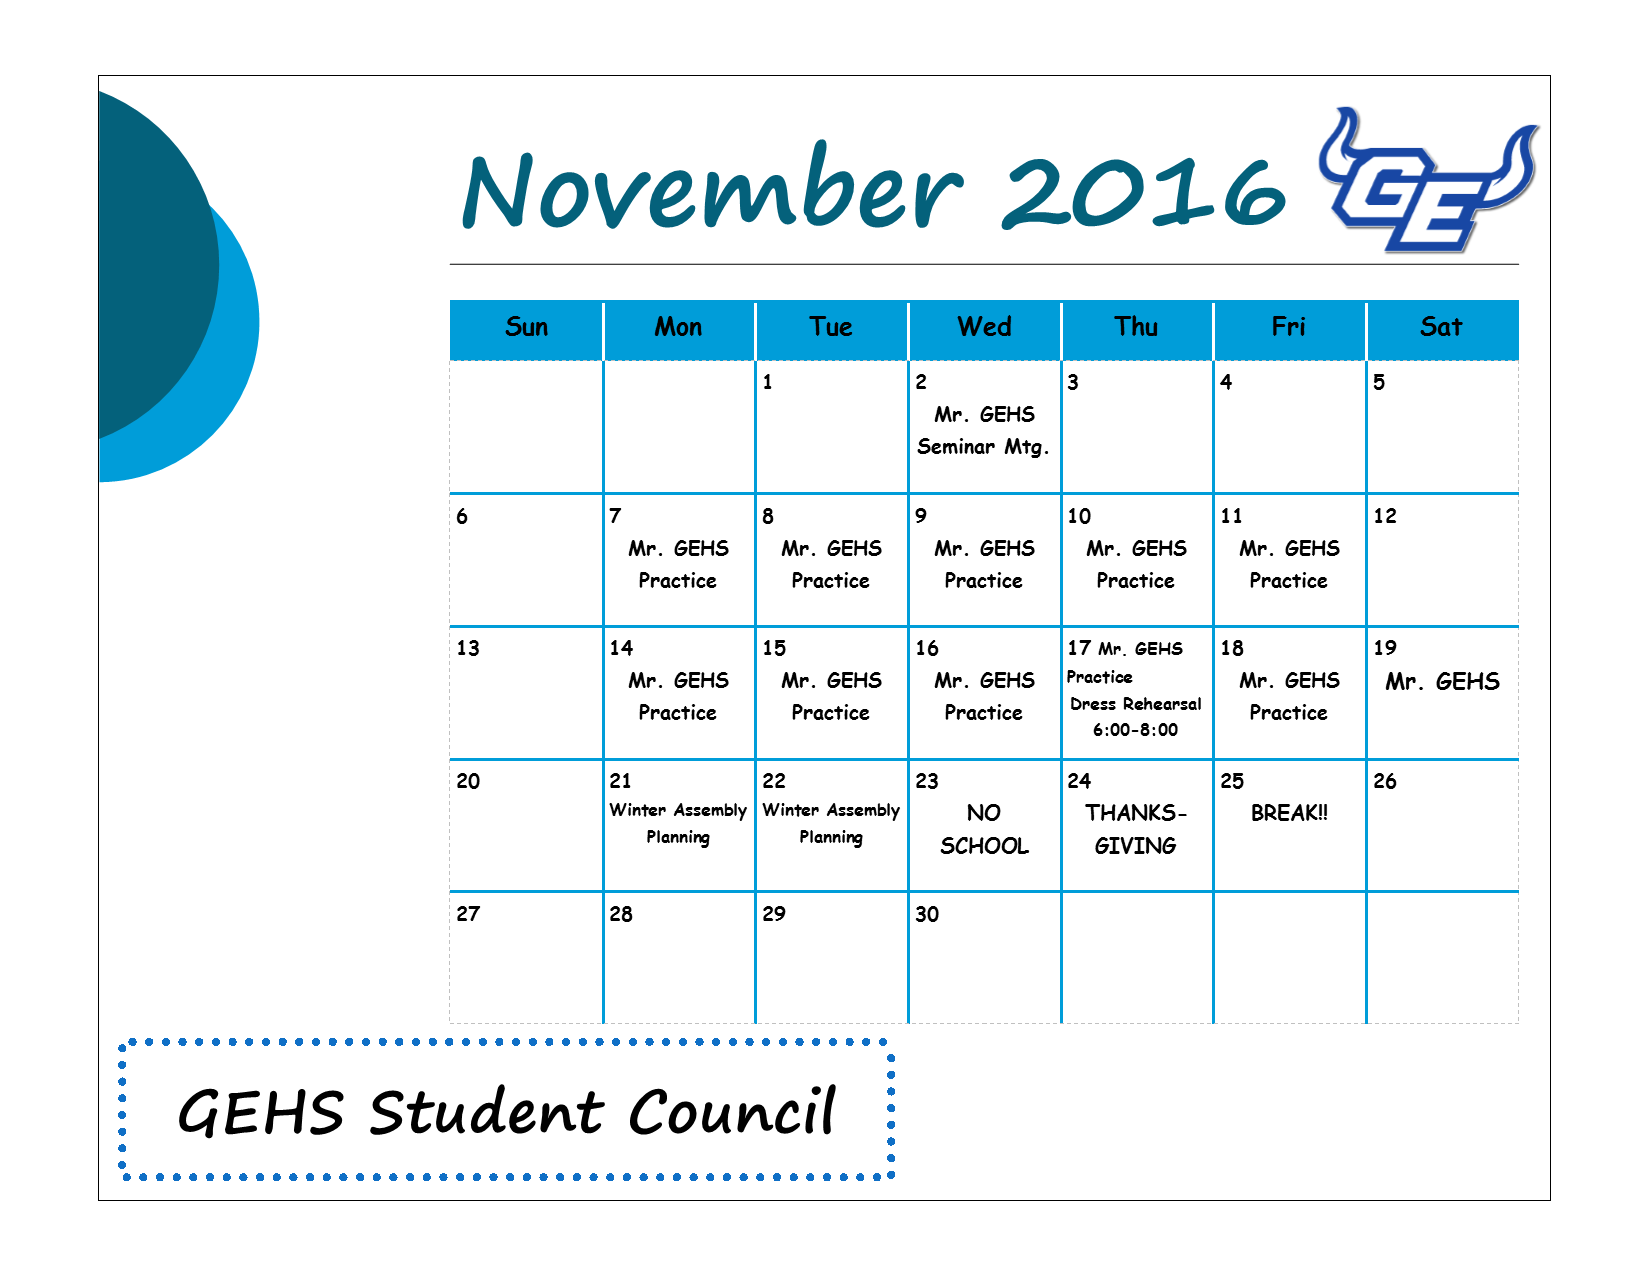 November 2016
GE
Sun Mon Tue Wed Thu Fri Sat
1 2 3 4 5
Mr. GEHS
Seminar Mtg.
6 7 8 9 10 11 12
Mr. GEHS Mr. GEHS Mr. GEHS Mr. GEHS Mr. GEHS
Practice Practice Practice Practice Practice
13 14 15 16 17 Mr. GEHS 18 19
Mr. GEHS Mr. GEHS Mr. GEHS Practice Mr. GEHS Mr. GEHS
Practice Practice Practice Dress Rehearsal Practice
6:00-8:00
20 21 22 23 24 25 26
Winter Assembly Winter Assembly NO THANKS- BREAK!!
Planning Planning SCHOOL GIVING
27 28 29 30
GEHS Student Council